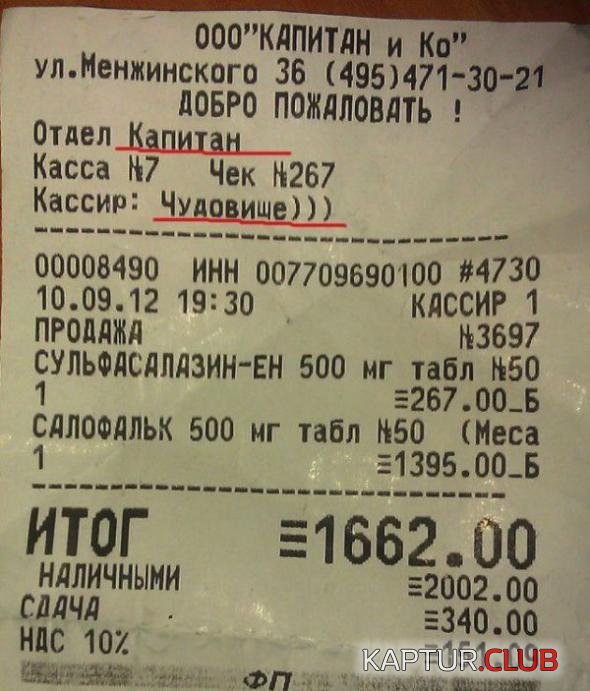 ООО"КАПИТАН и Ко"
ул.Менжинского 36 (495)471-30-21
ДОБРО ПОЖАЛОВАТЬ !
Отдел Капитан
Касса №7 Чек №267
Кассир: Чудовище)))
00008490 ИНН 007709690100 #4730
10.09.12 19:30 КАССИР 1
ПРОДАЖА №3697
СУЛЬФАСАЛАЗИН-ЕН 500 мг табл №50
1 ≡267.00_Б
САЛОФАЛЬК 500 мг табл №50 (Меса
1 ≡1395.00_Б
ИТОГ ≡1662.00
НАЛИЧНЫМИ ≡2002.00
СДАЧА ≡340.00
НДС 10%
KAPTUR.CLUB
ФП